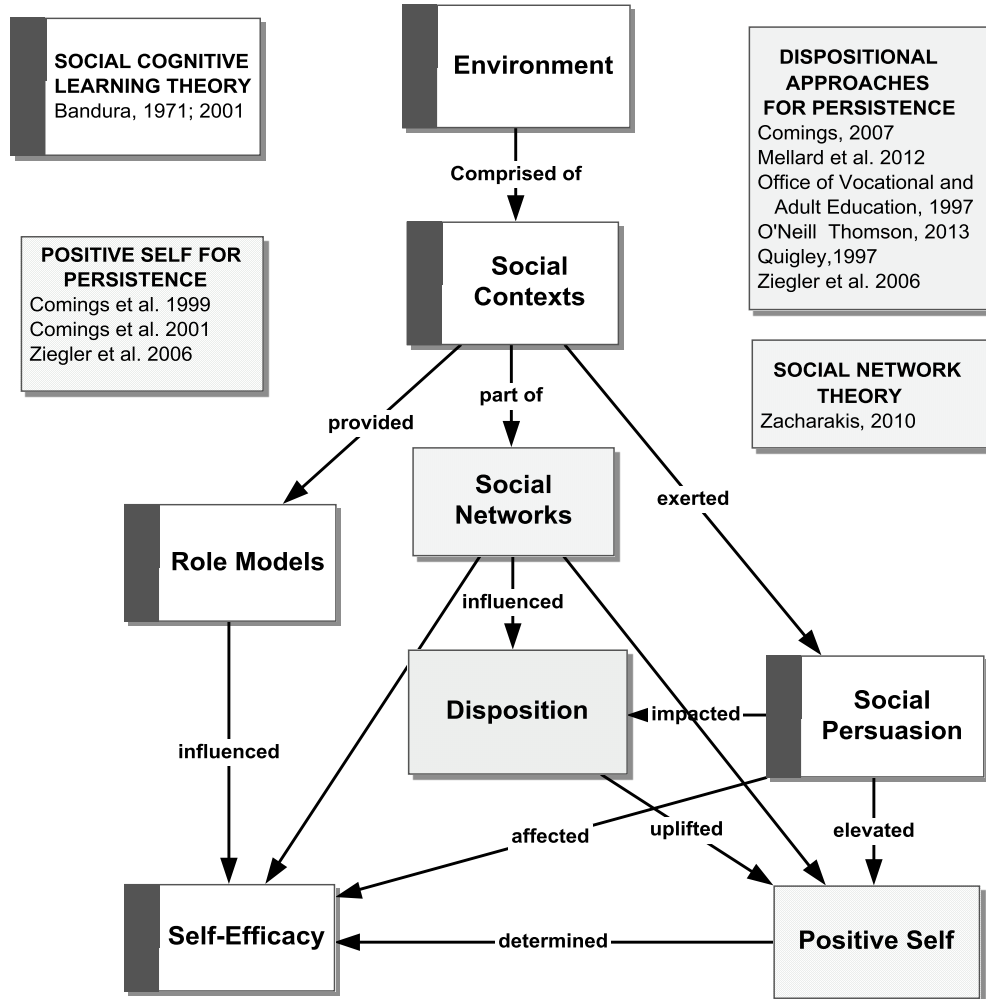 SOCIAL COGNITIVE
LEARNING THEORY
Bandura, 1971; 2001
Environment
DISPOSITIONAL
APPROACHES
FOR PERSISTENCE
Comings, 2007
Mellard et al. 2012
Office of Vocational and
Adult Education, 1997
O'Neill Thomson, 2013
Quigley,1997
Ziegler et al. 2006
Comprised of
POSITIVE SELF FOR
PERSISTENCE
Comings et al. 1999
Comings et al. 2001
Ziegler et al. 2006
Social
Contexts
SOCIAL NETWORK
THEORY
Zacharakis, 2010
provided
part of
exerted
Social
Networks
Role Models
influenced
Disposition
impacted
Social
Persuasion
influenced
affected
uplifted
elevated
Self-Efficacy
determined
Positive Self